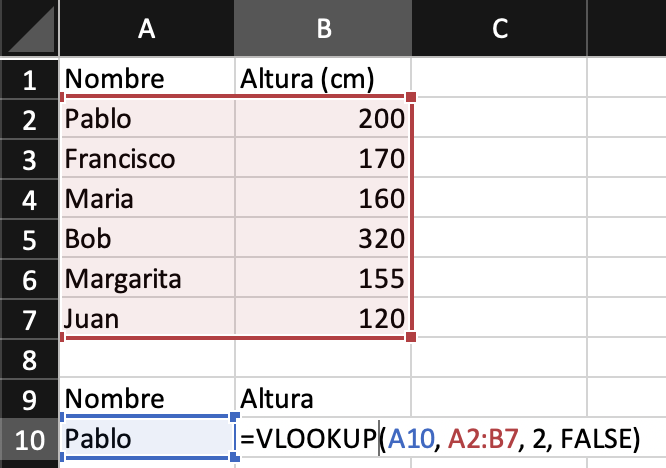 A B C
1 Nombre Altura (cm)
2 Pablo 200
3 Francisco 170
4 Maria 160
5 Bob 320
6 Margarita 155
7 Juan 120
8
9 Nombre Altura
10 Pablo =VLOOKUP(A10, A2:B7, 2, FALSE)